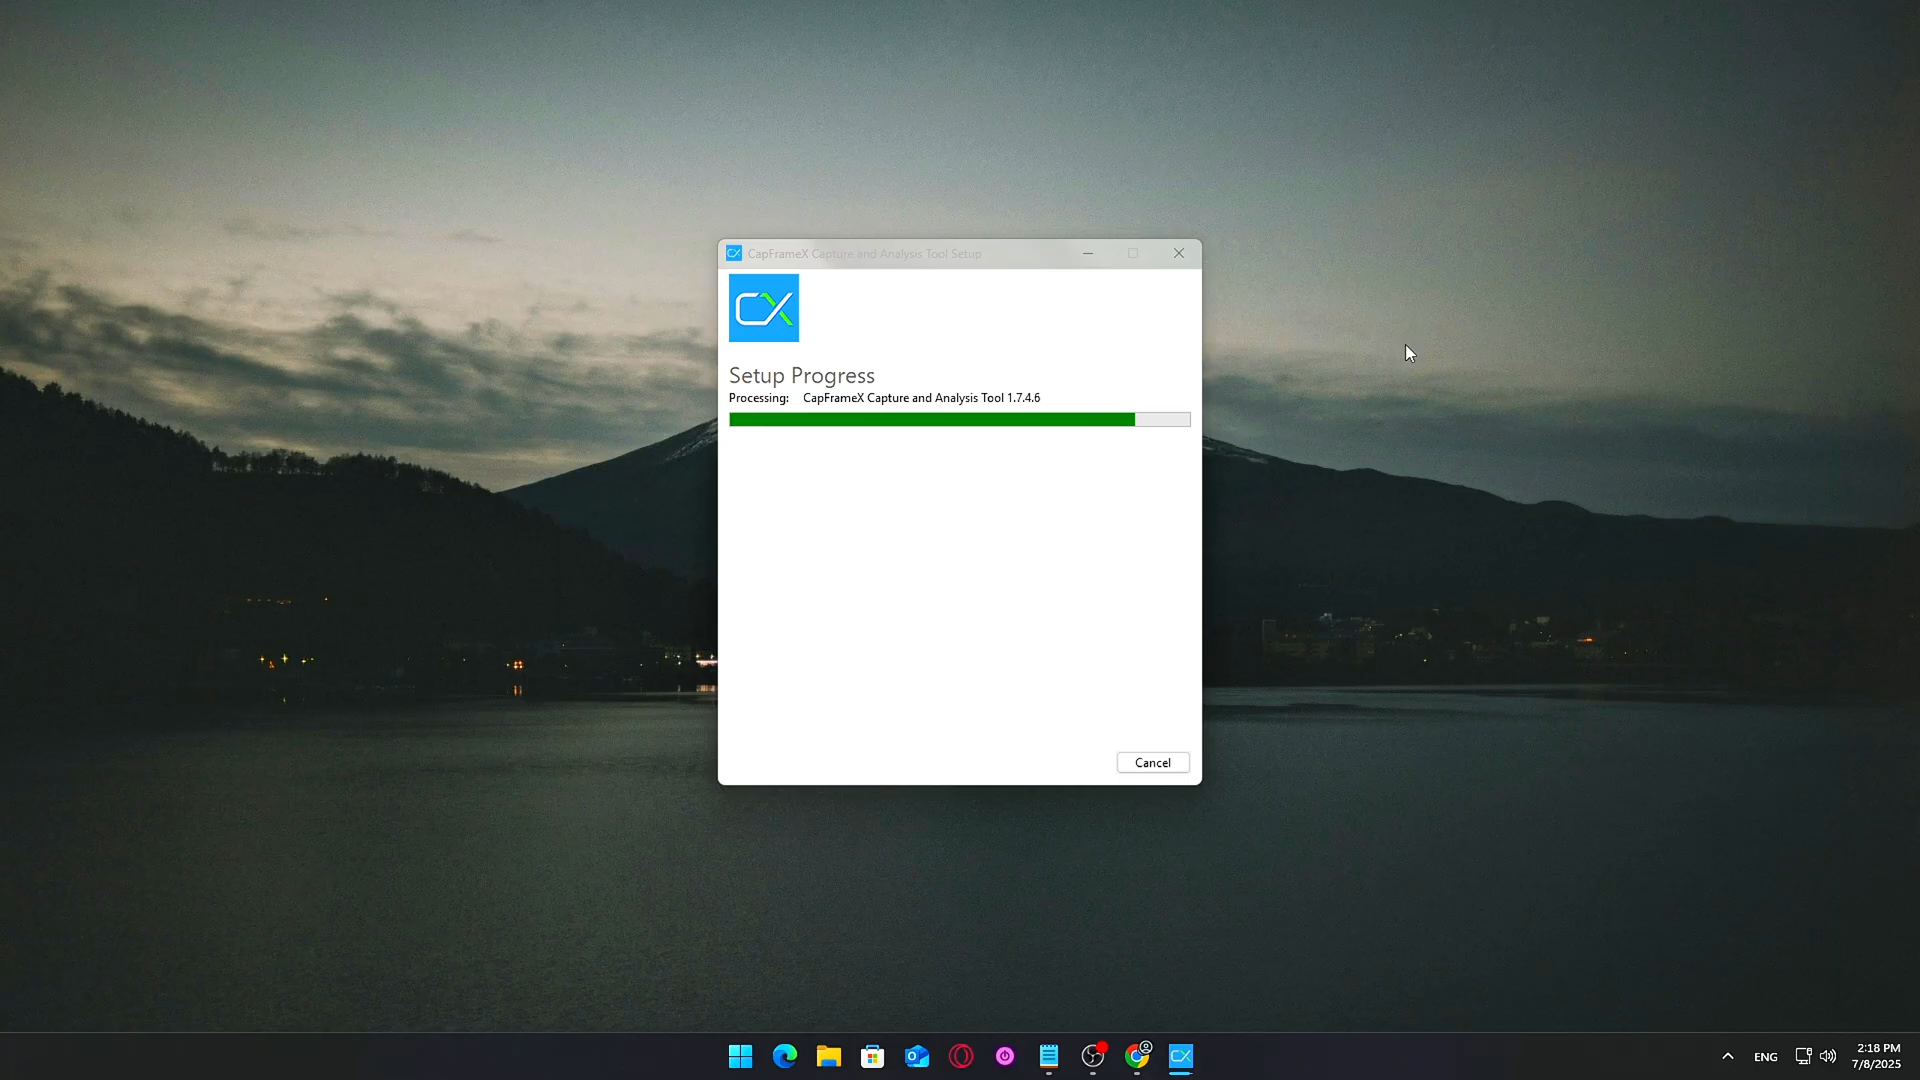 CapFrameX Capture and Analysis Tool Setup
CX
Setup Progress
Processing: CapFrameX Capture and Analysis Tool 1.7.4.6
Cancel
ENG
2:18 PM
7/8/2025